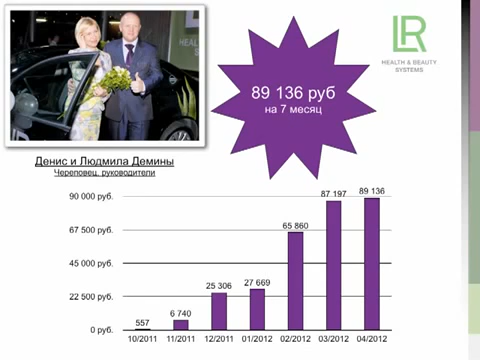 LR
HEALTH & BEAUTY
SYSTEMS
89 136 руб
на 7 месяц
Денис и Людмила Демины
Череповец, руководители
90 000 руб.
67 500 руб.
45 000 руб.
22 500 руб.
0 руб.
557
6 740
25 306
27 669
65 860
87 197
89 136
10/2011
11/2011
12/2011
01/2012
02/2012
03/2012
04/2012